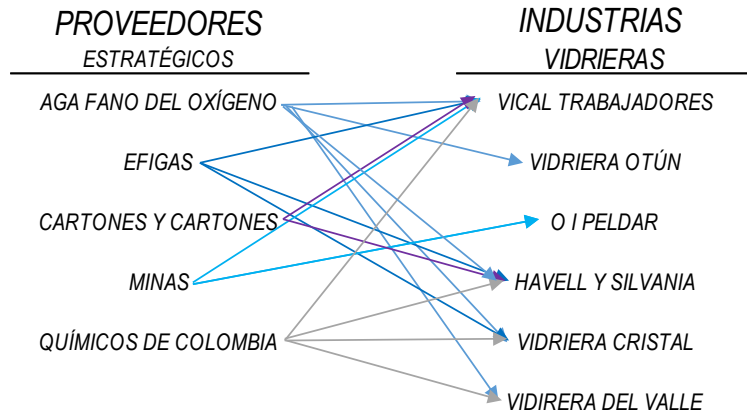 PROVEEDORES
ESTRATÉGICOS
AGA FANO DEL OXÍGENO
EFIGAS
CARTONES Y CARTONES
MINAS
QUÍMICOS DE COLOMBIA
INDUSTRIAS
VIDRIERAS
VICAL TRABAJADORES
VIDRIERA OTÚN
O I PELDAR
HAVELL Y SILVANIA
VIDRIERA CRISTAL
VIDIRERA DEL VALLE